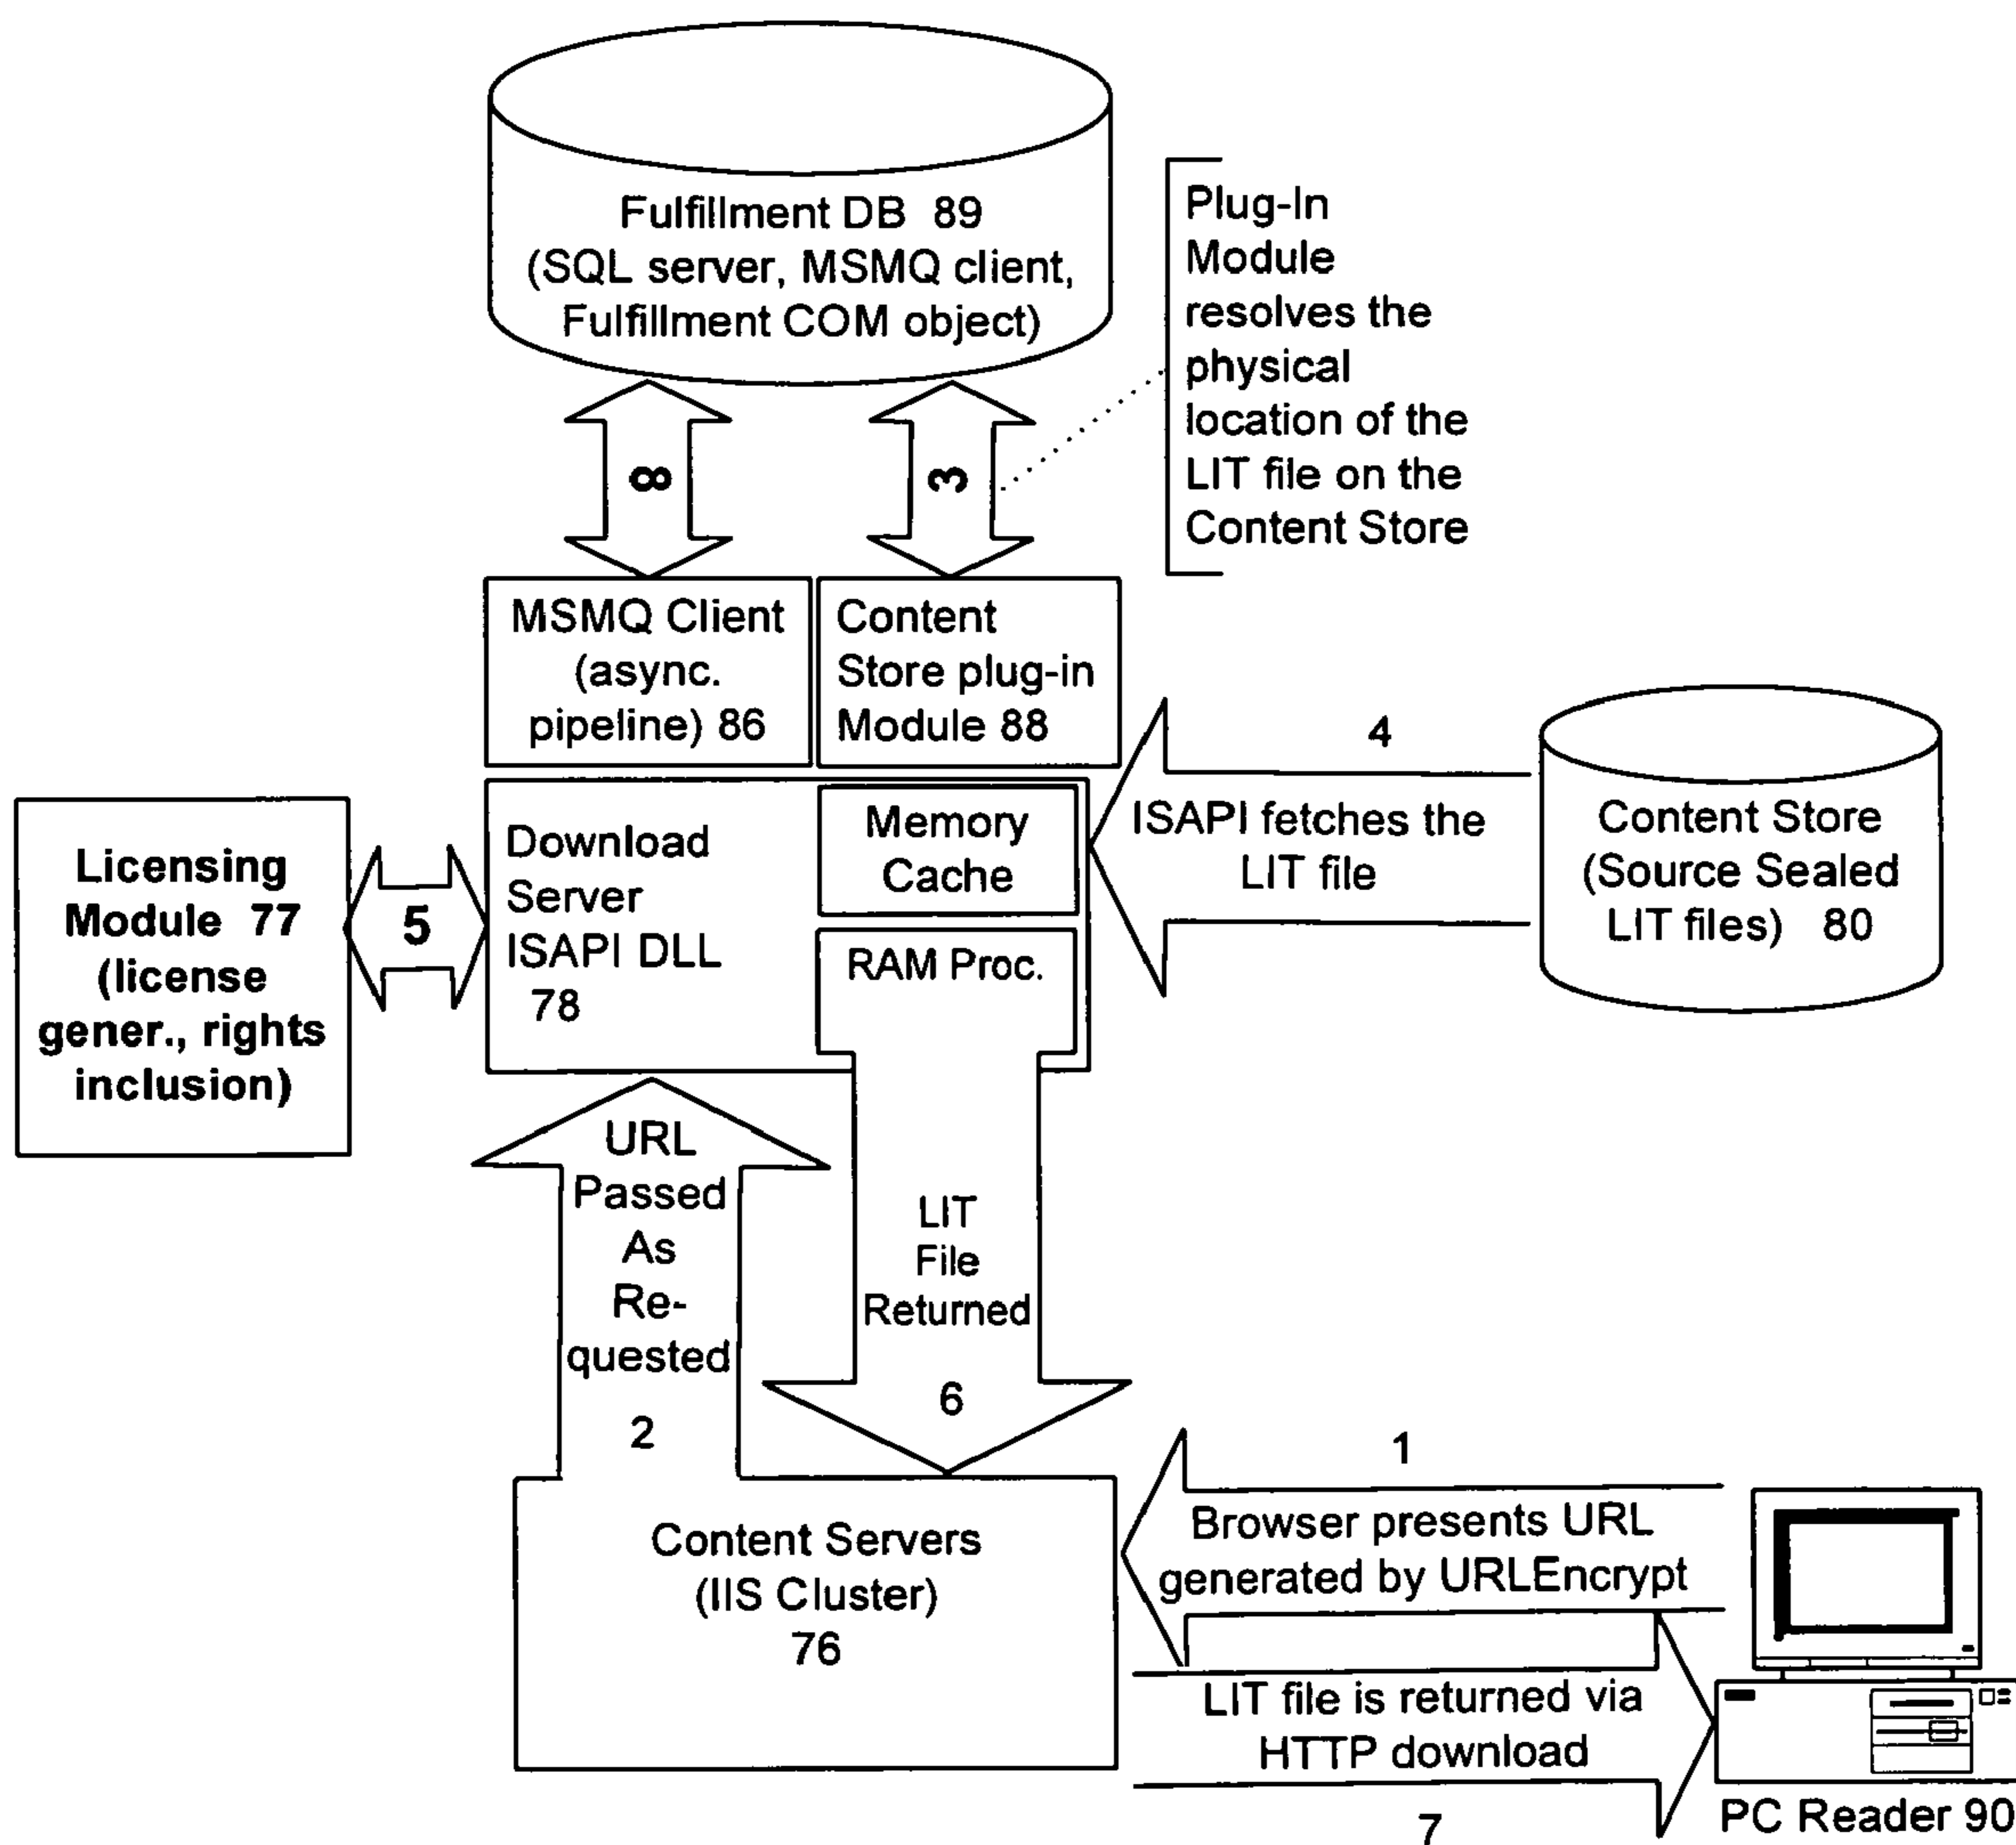 Fulfillment DB 89
(SQL server, MSMQ client,
Fulfillment COM object)
Plug-In
Module
resolves the
physical
location of the
LIT file on the
Content Store
8
3
MSMQ Client
(async.
pipeline) 86
Content
Store plug-in
Module 88
4
ISAPI fetches the
LIT file
Content Store
(Source Sealed
LIT files) 80
Licensing
Module 77
(license
gener., rights
inclusion)
5
Download
Server
ISAPI DLL
78
Memory
Cache
RAM Proc.
URL
Passed
As
Re-
quested
2
LIT
File
Returned
6
Content Servers
(IIS Cluster)
76
1
Browser presents URL
generated by URLEncrypt
LIT file is returned via
HTTP download
7
PC Reader 90